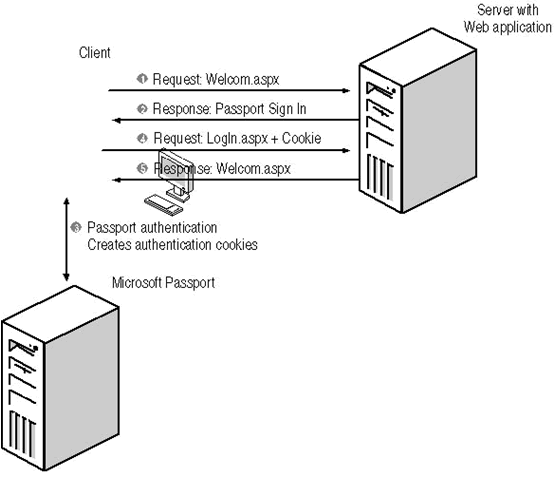 Server with
Web application
Client
1 Request: Welcom.aspx
2 Response: Passport Sign In
4 Request: LogIn.aspx + Cookie
5 Response: Welcom.aspx
3 Passport authentication
Creates authentication cookies
Microsoft Passport